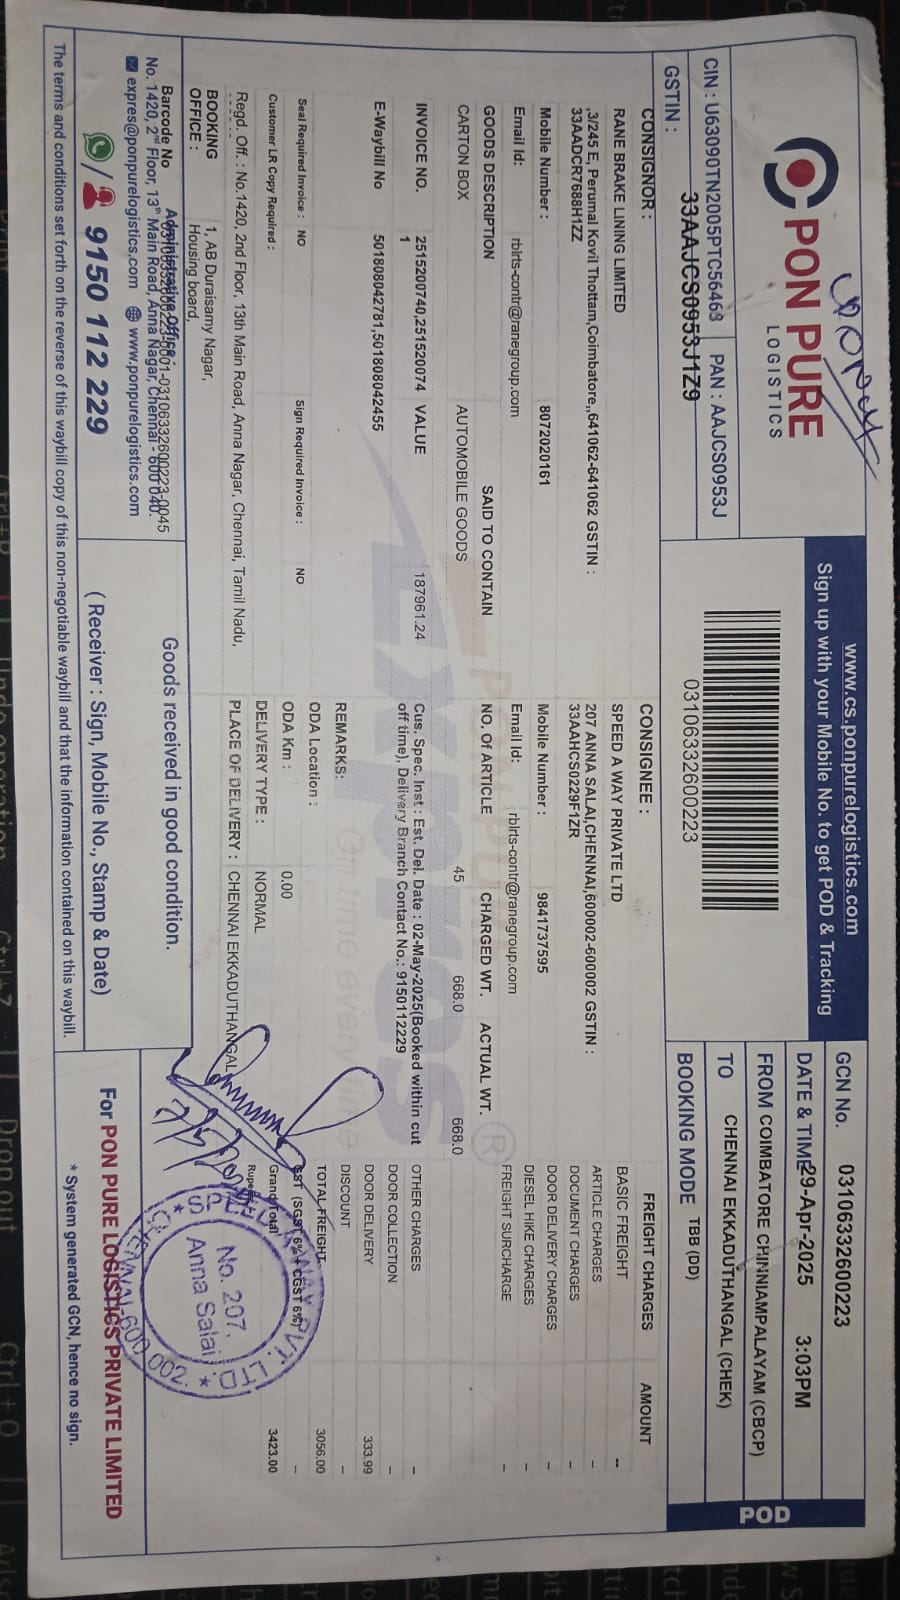 PON PURE
LOGISTICS
CIN : U63090TN2005PTC56463 PAN : AAJCS0953J
GSTIN : 33AAJCS0953J1Z9
www.cs.ponpurelogistics.com
Sign up with your Mobile No. to get POD & Tracking
03106332600223
GCN No. 03106332600223
DATE & TIME 29-Apr-2025 3:03PM
FROM COIMBATORE CHINNIAMPALAYAM (CBCP)
TO CHENNAI EKKADUTHANGAL (CHEK)
BOOKING MODE TBB (DD)
POD
CONSIGNOR :
RANE BRAKE LINING LIMITED
,3/245 E, Perumal Kovil Thottam,Coimbatore,,641062-641062 GSTIN :
33AADCR7688H1ZZ
Mobile Number : 8072020161
Email Id: rblrts-contr@ranegroup.com
CONSIGNEE :
SPEED A WAY PRIVATE LTD
207 ANNA SALAI,CHENNAI,600002-600002 GSTIN :
33AAHCS0229F1ZR
Mobile Number : 9841737595
Email Id: rblrts-contr@ranegroup.com
GOODS DESCRIPTION SAID TO CONTAIN NO. Of ARTICLE CHARGED WT. ACTUAL WT.
CARTON BOX AUTOMOBILE GOODS 45 668.0 668.0
INVOICE NO. 2515200740,251520074 VALUE 187961.24
1
E-Waybill No 501808042781,501808042455
Cus. Spec. Inst : Est. Del. Date : 02-May-2025(Booked within cut
off time), Delivery Branch Contact No.: 9150112229
REMARKS:
Seal Required Invoice : NO Sign Required Invoice : NO
ODA Location :
Customer LR Copy Required :
ODA Km : 0.00
DELIVERY TYPE : NORMAL
PLACE OF DELIVERY : CHENNAI EKKADUTHANGAL
Regd. Off. : No.1420, 2nd Floor, 13th Main Road, Anna Nagar, Chennai, Tamil Nadu,
BOOKING OFFICE : 1, AB Duraisamy Nagar,
Housing board,
FREIGHT CHARGES AMOUNT
BASIC FREIGHT --
ARTICLE CHARGES –
DOCUMENT CHARGES –
DOOR DELIVERY CHARGES –
DIESEL HIKE CHARGES –
FREIGHT SURCHARGE –
OTHER CHARGES –
DOOR COLLECTION –
DOOR DELIVERY 333.99
DISCOUNT –
TOTAL FREIGHT 3056.00
GST (SGST 6% + CGST 6%) –
Grand Total 3423.00
Rupees
Administrative Office :
Barcode No 03106332600223-0001-03106332600223-0045
No. 1420, 2nd Floor, 13th Main Road, Anna Nagar, Chennai - 600 040.
expres@ponpurelogistics.com www.ponpurelogistics.com
9150 112 229
Goods received in good condition.
( Receiver : Sign, Mobile No., Stamp & Date)
The terms and conditions set forth on the reverse of this waybill copy of this non-negotiable waybill and that the information contained on this waybill.
For PON PURE LOGISTICS PRIVATE LIMITED
* System generated GCN, hence no sign.
No. 207,
Anna Salai